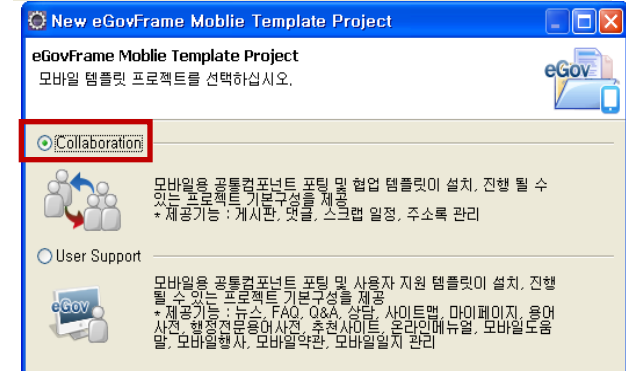 New eGovFrame Moblie Template Project
eGovFrame Moblie Template Project
모바일 템플릿 프로젝트를 선택하십시오.
eGov
Collaboration
모바일용 공통컴포넌트 포팅 및 협업 템플릿이 설치, 진행 될 수
있는 프로젝트 기본구성을 제공
* 제공기능 : 게시판, 댓글, 스크랩 일정, 주소록 관리
User Support
모바일용 공통컴포넌트 포팅 및 사용자 지원 템플릿이 설치, 진행
될 수 있는 프로젝트 기본구성을 제공
* 제공기능 : 뉴스, FAQ, Q&A, 상담, 사이트맵, 마이페이지, 용어
사전, 행정전문용어사전, 추천사이트, 온라인메뉴얼, 모바일도움
말, 모바일행사, 모바일약관, 모바일일지 관리
eGov